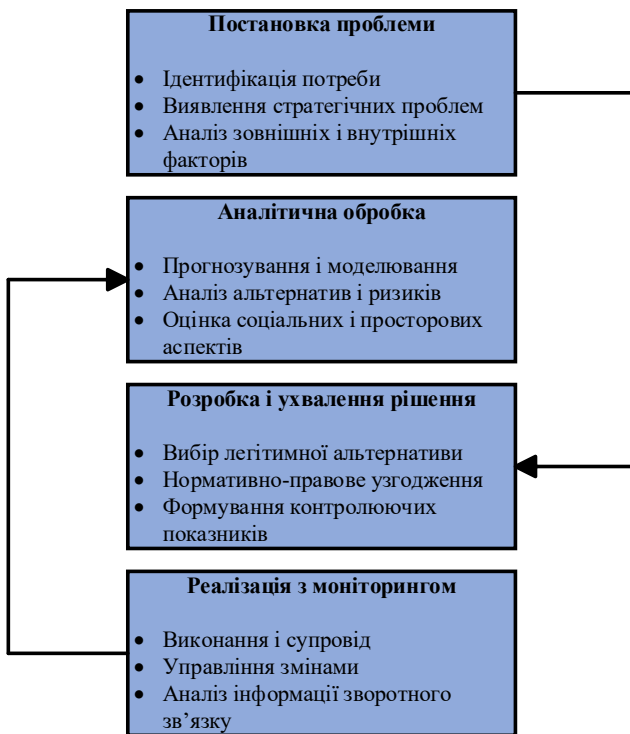 Постановка проблеми
• Ідентифікація потреби
• Виявлення стратегічних проблем
• Аналіз зовнішніх і внутрішніх
факторів
Аналітична обробка
• Прогнозування і моделювання
• Аналіз альтернатив і ризиків
• Оцінка соціальних і просторових
аспектів
Розробка і ухвалення рішення
• Вибір легітимної альтернативи
• Нормативно-правове узгодження
• Формування контролюючих
показників
Реалізація з моніторингом
• Виконання і супровід
• Управління змінами
• Аналіз інформації зворотного
зв’язку